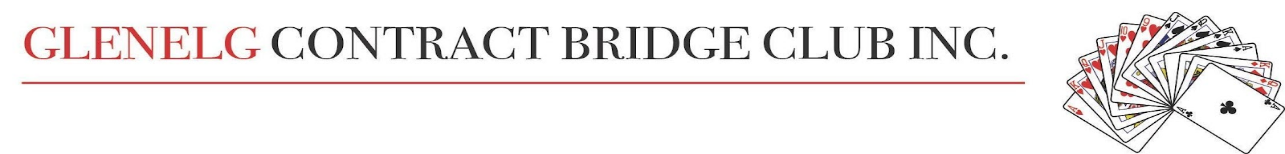 GLENELG CONTRACT BRIDGE CLUB INC.